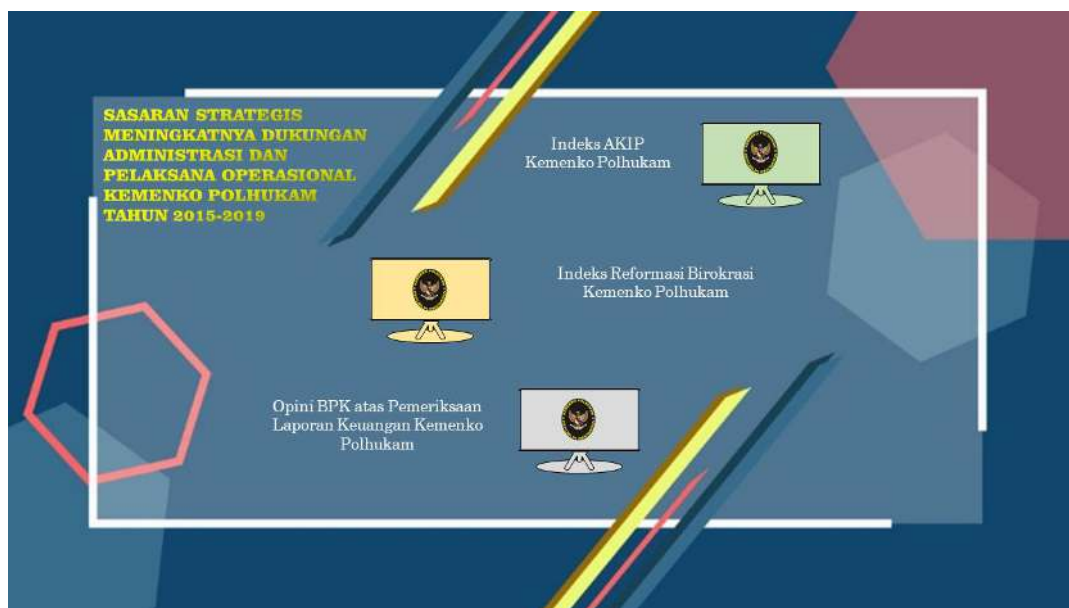 SASARAN STRATEGIS
MENINGKATNYA DUKUNGAN
ADMINISTRASI DAN
PELAKSANA OPERASIONAL
KEMENKO POLHUKAM
TAHUN 2015-2019
Indeks AKIP
Kemenko Polhukam
Indeks Reformasi Birokrasi
Kemenko Polhukam
Opini BPK atas Pemeriksaan
Laporan Keuangan Kemenko
Polhukam